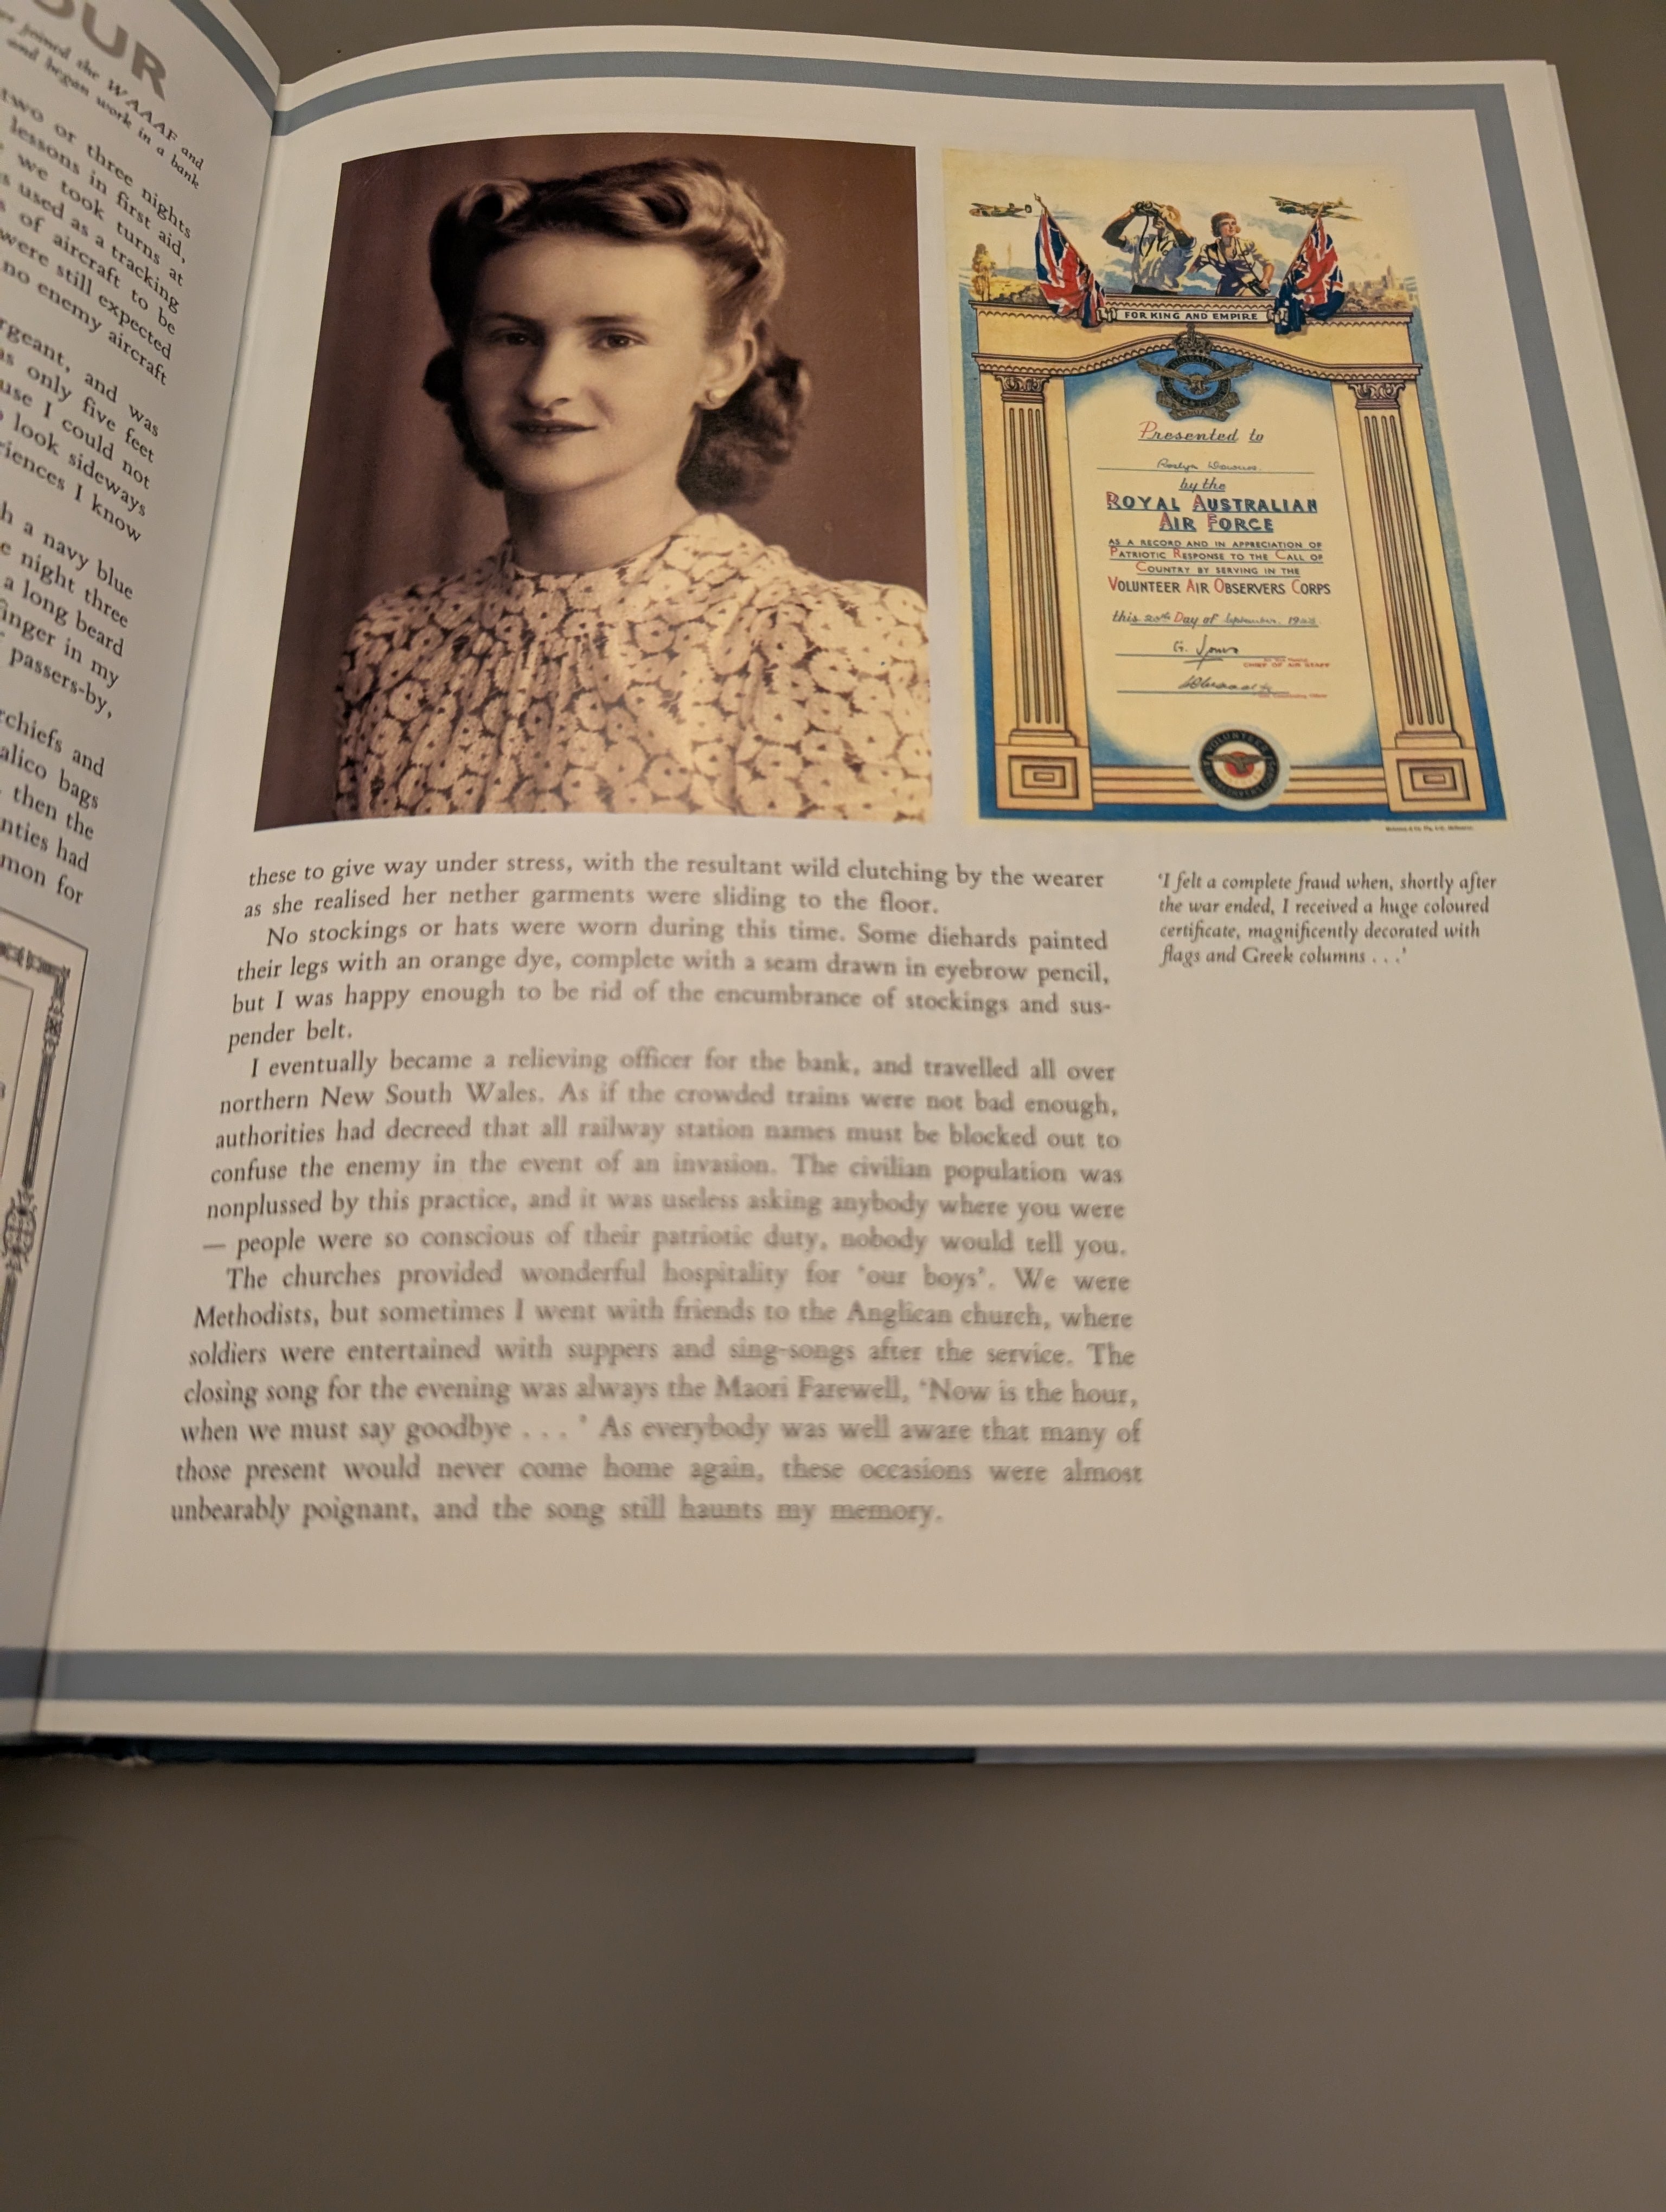 OUR
joined the WAAAF and
and began work in a bank
two or three nights
lessons in first aid,
we took turns at
used as a tracking
of aircraft to be
were still expected
no enemy aircraft
rgeant, and was
as only five feet
use I could not
look sideways
riences I know
h a navy blue
e night three
a long beard
finger in my
passers-by,
rchiefs and
alico bags
then the
nties had
mon for
FOR KING AND EMPIRE
Presented to
by the
ROYAL AUSTRALIAN
AIR FORCE
AS A RECORD AND IN APPRECIATION OF
PATRIOTIC RESPONSE TO THE CALL OF
COUNTRY BY SERVING IN THE
VOLUNTEER AIR OBSERVERS CORPS
this 20th Day of September
G. Jones
CHIEF OF AIR STAFF
VOLUNTEER
these to give way under stress, with the resultant wild clutching by the wearer
as she realised her nether garments were sliding to the floor.
No stockings or hats were worn during this time. Some diehards painted
their legs with an orange dye, complete with a seam drawn in eyebrow pencil,
but I was happy enough to be rid of the encumbrance of stockings and sus-
pender belt.
I eventually became a relieving officer for the bank, and travelled all over
northern New South Wales. As if the crowded trains were not bad enough,
authorities had decreed that all railway station names must be blocked out to
confuse the enemy in the event of an invasion. The civilian population was
nonplussed by this practice, and it was useless asking anybody where you were
— people were so conscious of their patriotic duty, nobody would tell you.
The churches provided wonderful hospitality for 'our boys'. We were
Methodists, but sometimes I went with friends to the Anglican church, where
soldiers were entertained with suppers and sing-songs after the service. The
closing song for the evening was always the Maori Farewell, 'Now is the hour,
when we must say goodbye . . . ' As everybody was well aware that many of
those present would never come home again, these occasions were almost
unbearably poignant, and the song still haunts my memory.
'I felt a complete fraud when, shortly after
the war ended, I received a huge coloured
certificate, magnificently decorated with
flags and Greek columns . . .'